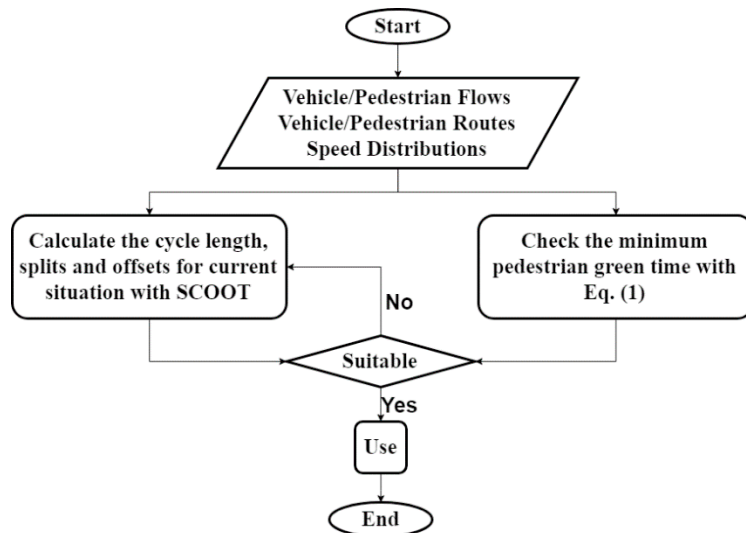 Start
Vehicle/Pedestrian Flows
Vehicle/Pedestrian Routes
Speed Distributions
Calculate the cycle length,
splits and offsets for current
situation with SCOOT
Check the minimum
pedestrian green time with
Eq. (1)
No
Suitable
Yes
Use
End